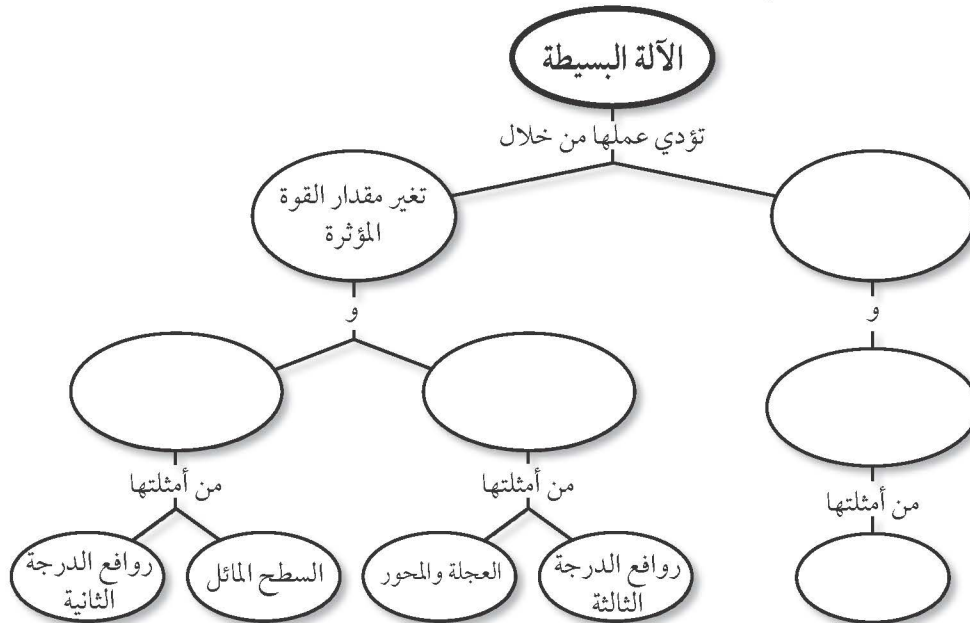 الآلة البسيطة
تؤدي عملها من خلال
تغير مقدار القوة
المؤثرة
و
و
من أمثلتها
من أمثلتها
من أمثلتها
روافع الدرجة
الثالثة
العجلة والمحور
السطح المائل
روافع الدرجة
الثانية